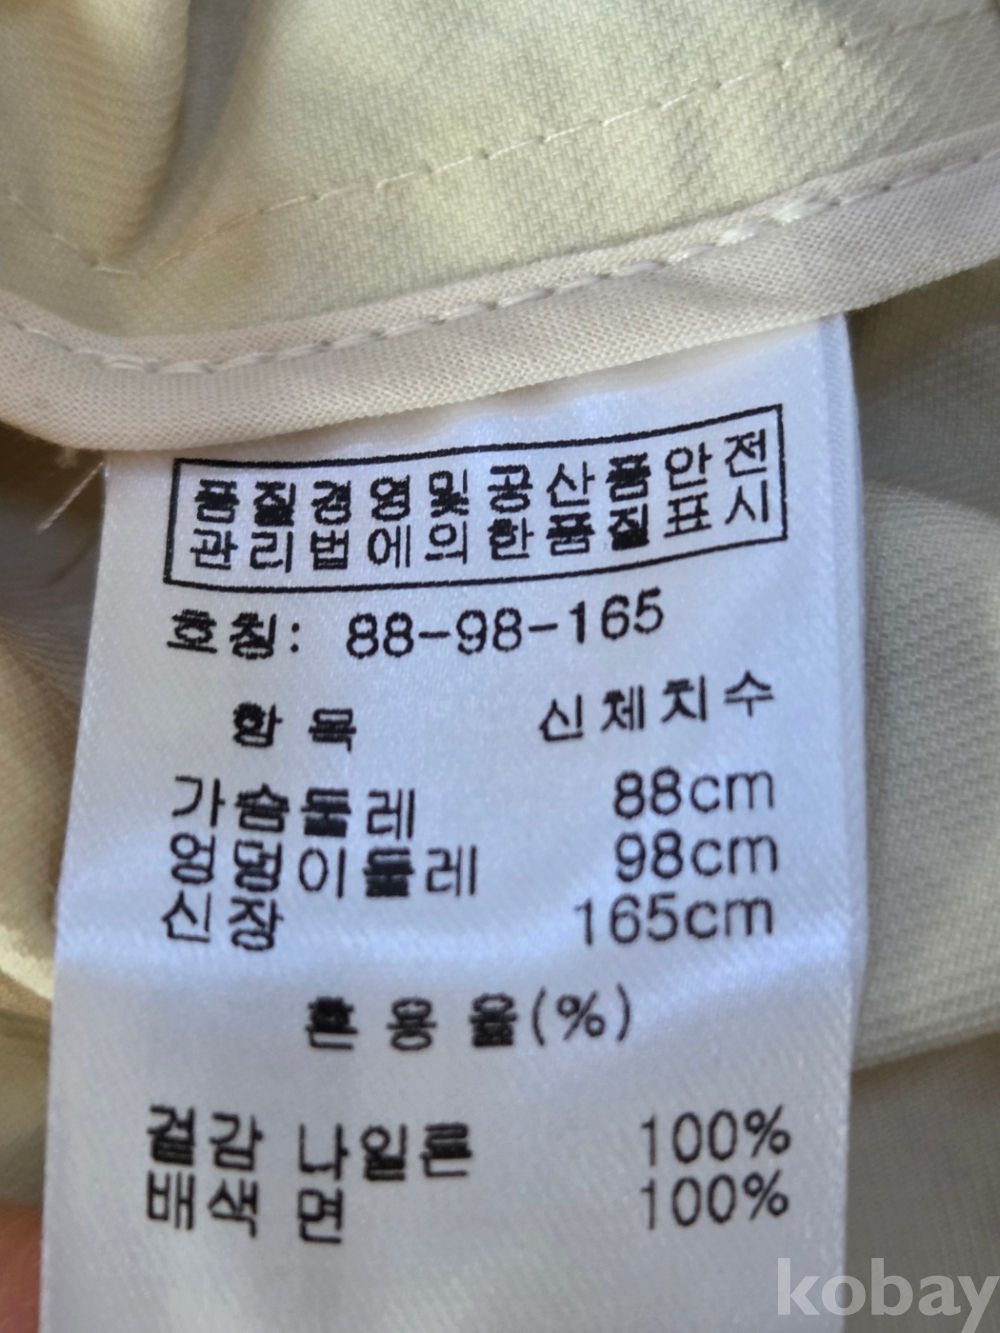 품질경영및공산품안전
관리법에의한품질표시
호칭: 88-98-165
항 목 신체치수
가슴둘레 88cm
엉덩이둘레 98cm
신장 165cm
혼 용 율(%)
겉감 나일론 100%
배색 면 100%
kobay